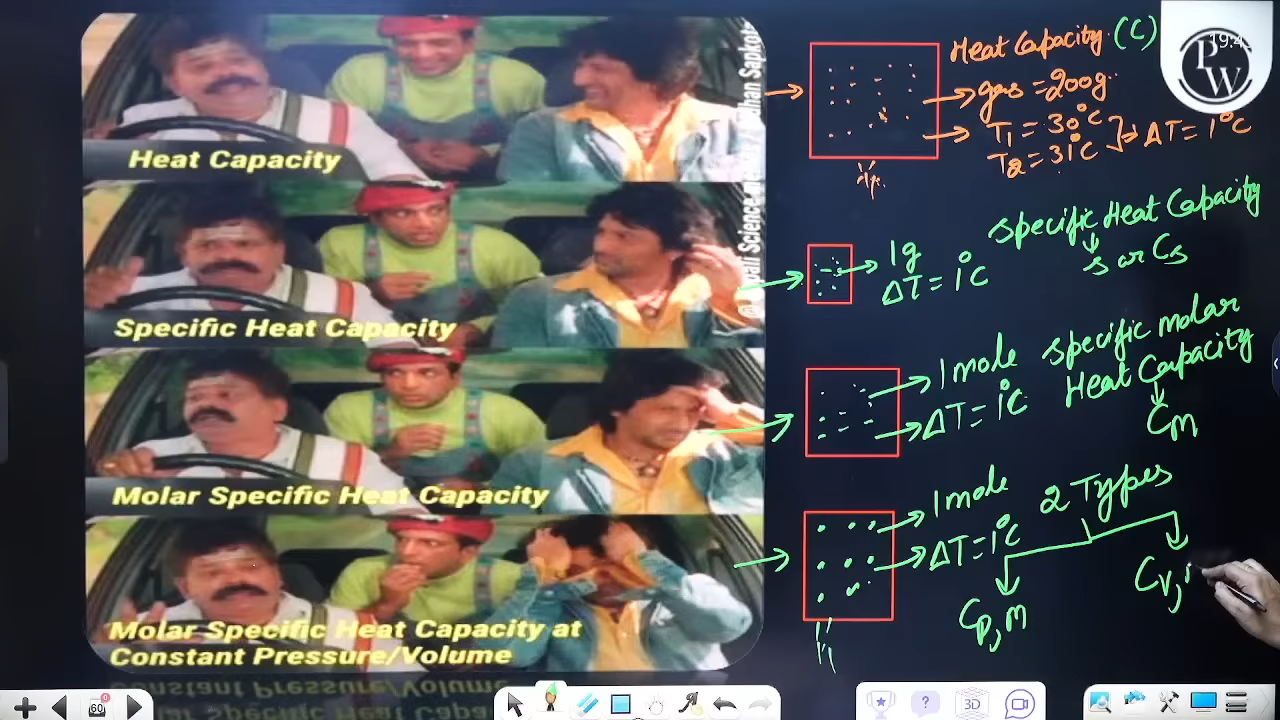 Heat Capacity
Specific Heat Capacity
Molar Specific Heat Capacity
Molar Specific Heat Capacity at
Constant Pressure/Volume
Heat Capacity (C)
gas = 200g
T1 = 30°C
T2 = 31°C
ΔT = 1°C
Specific Heat Capacity
s or Cs
1g
ΔT = 1°C
1 mole
ΔT = 1°C
Specific molar
Heat Capacity
CM
1 mole
ΔT = 1°C
2 Types
Cp,m
Cv,
PW
60
3D